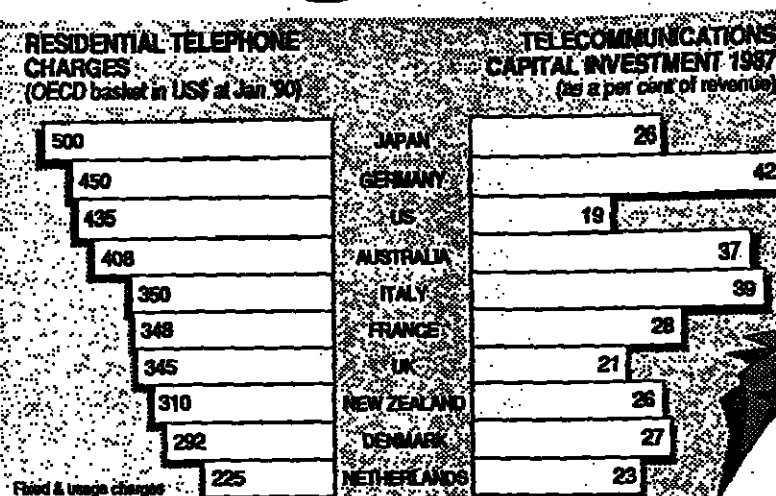 RESIDENTIAL TELEPHONE
CHARGES
(OECD basket in US$ at Jan '90)
TELECOMMUNICATIONS
CAPITAL INVESTMENT 1987
(as a per cent of revenue)
500 JAPAN 26
450 GERMANY 42
435 US 19
408 AUSTRALIA 37
350 ITALY 39
348 FRANCE 28
345 UK 21
310 NEW ZEALAND 26
292 DENMARK 27
225 NETHERLANDS 23
Fixed & usage charges